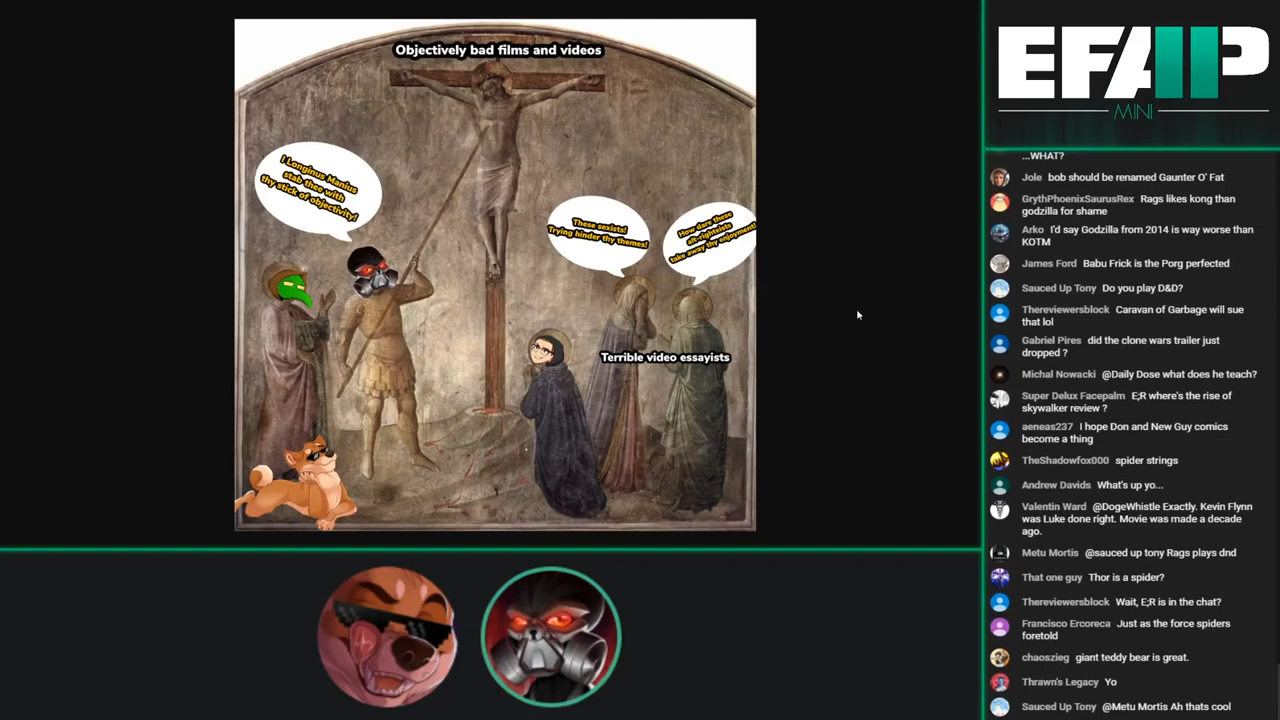 Objectively bad films and videos
I Longinus Manius
stab thee with
thy stick of objectivity!
These sexists!
Trying hinder thy themes!
How dare these
alt-righteists
take away thy enjoyment!
Terrible video essayists
EFAP
MINI
...WHAT?
Jole bob should be renamed Gaunter O' Fat
GrythPhoenixSaurusRex Rags likes kong than
godzilla for shame
Arko I'd say Godzilla from 2014 is way worse than
KOTM
James Ford Babu Frick is the Porg perfected
Sauced Up Tony Do you play D&D?
Thereviewersblock Caravan of Garbage will sue
that lol
Gabriel Pires did the clone wars trailer just
dropped ?
Michal Nowacki @Daily Dose what does he teach?
Super Delux Facepalm E;R where's the rise of
skywalker review ?
aeneas237 I hope Don and New Guy comics
become a thing
TheShadowfox000 spider strings
Andrew Davids What's up yo...
Valentin Ward @DogeWhistle Exactly. Kevin Flynn
was Luke done right. Movie was made a decade
ago.
Metu Mortis @sauced up tony Rags plays dnd
That one guy Thor is a spider?
Thereviewersblock Wait, E;R is in the chat?
Francisco Ercoreca Just as the force spiders
foretold
chaoszieg giant teddy bear is great.
Thrawn's Legacy Yo
Sauced Up Tony @Metu Mortis Ah thats cool